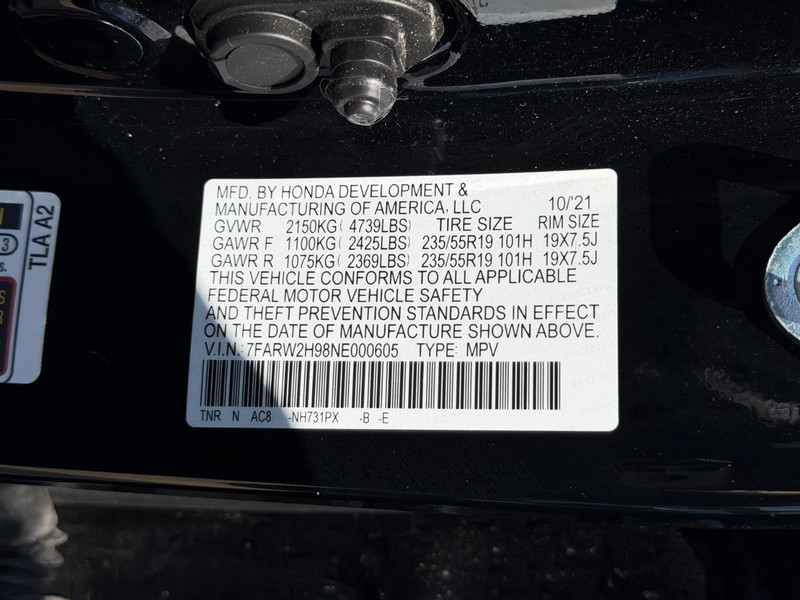 MFD. BY HONDA DEVELOPMENT &
MANUFACTURING OF AMERICA, LLC 10/'21
GVWR 2150KG( 4739LBS) TIRE SIZE RIM SIZE
GAWR F 1100KG( 2425LBS) 235/55R19 101H 19X7.5J
GAWR R 1075KG( 2369LBS) 235/55R19 101H 19X7.5J
THIS VEHICLE CONFORMS TO ALL APPLICABLE
FEDERAL MOTOR VEHICLE SAFETY
AND THEFT PREVENTION STANDARDS IN EFFECT
ON THE DATE OF MANUFACTURE SHOWN ABOVE.
V.I.N.: 7FARW2H98NE000605 TYPE: MPV
TNR N AC8 -NH731PX -B -E
TLA A2
3